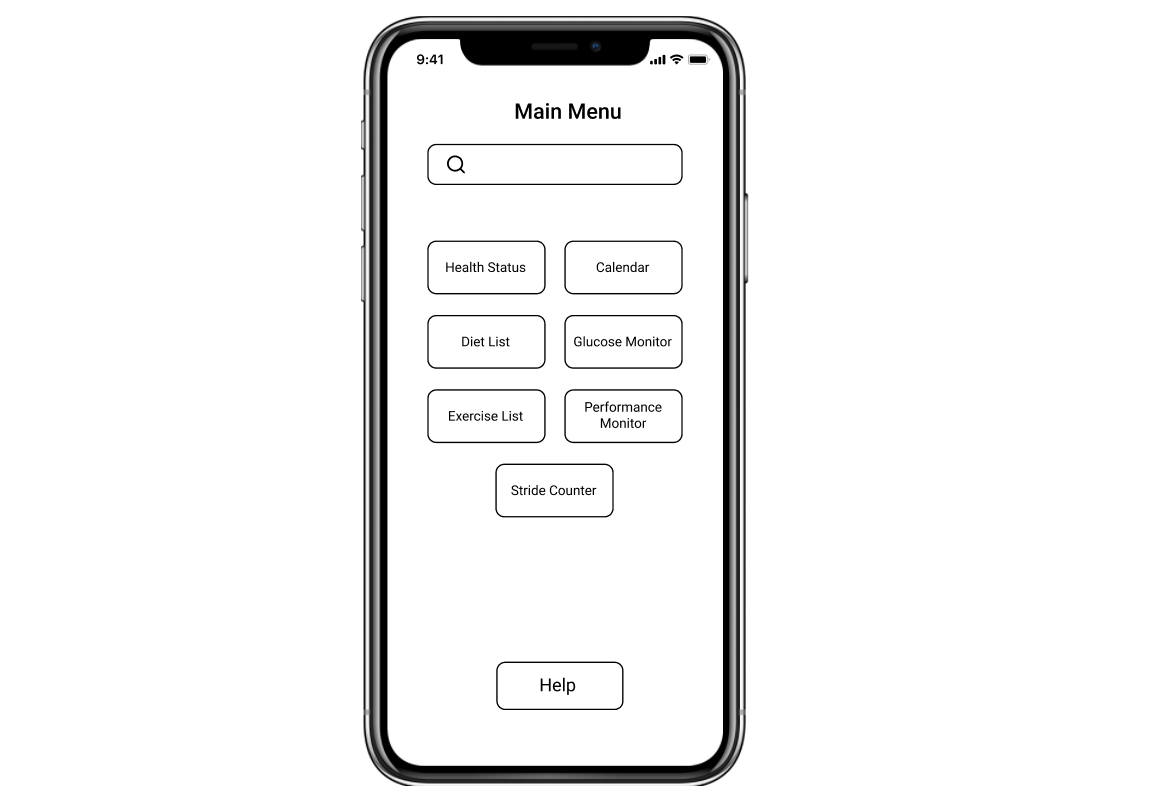 9:41
Main Menu
Health Status
Calendar
Diet List
Glucose Monitor
Exercise List
Performance
Monitor
Stride Counter
Help